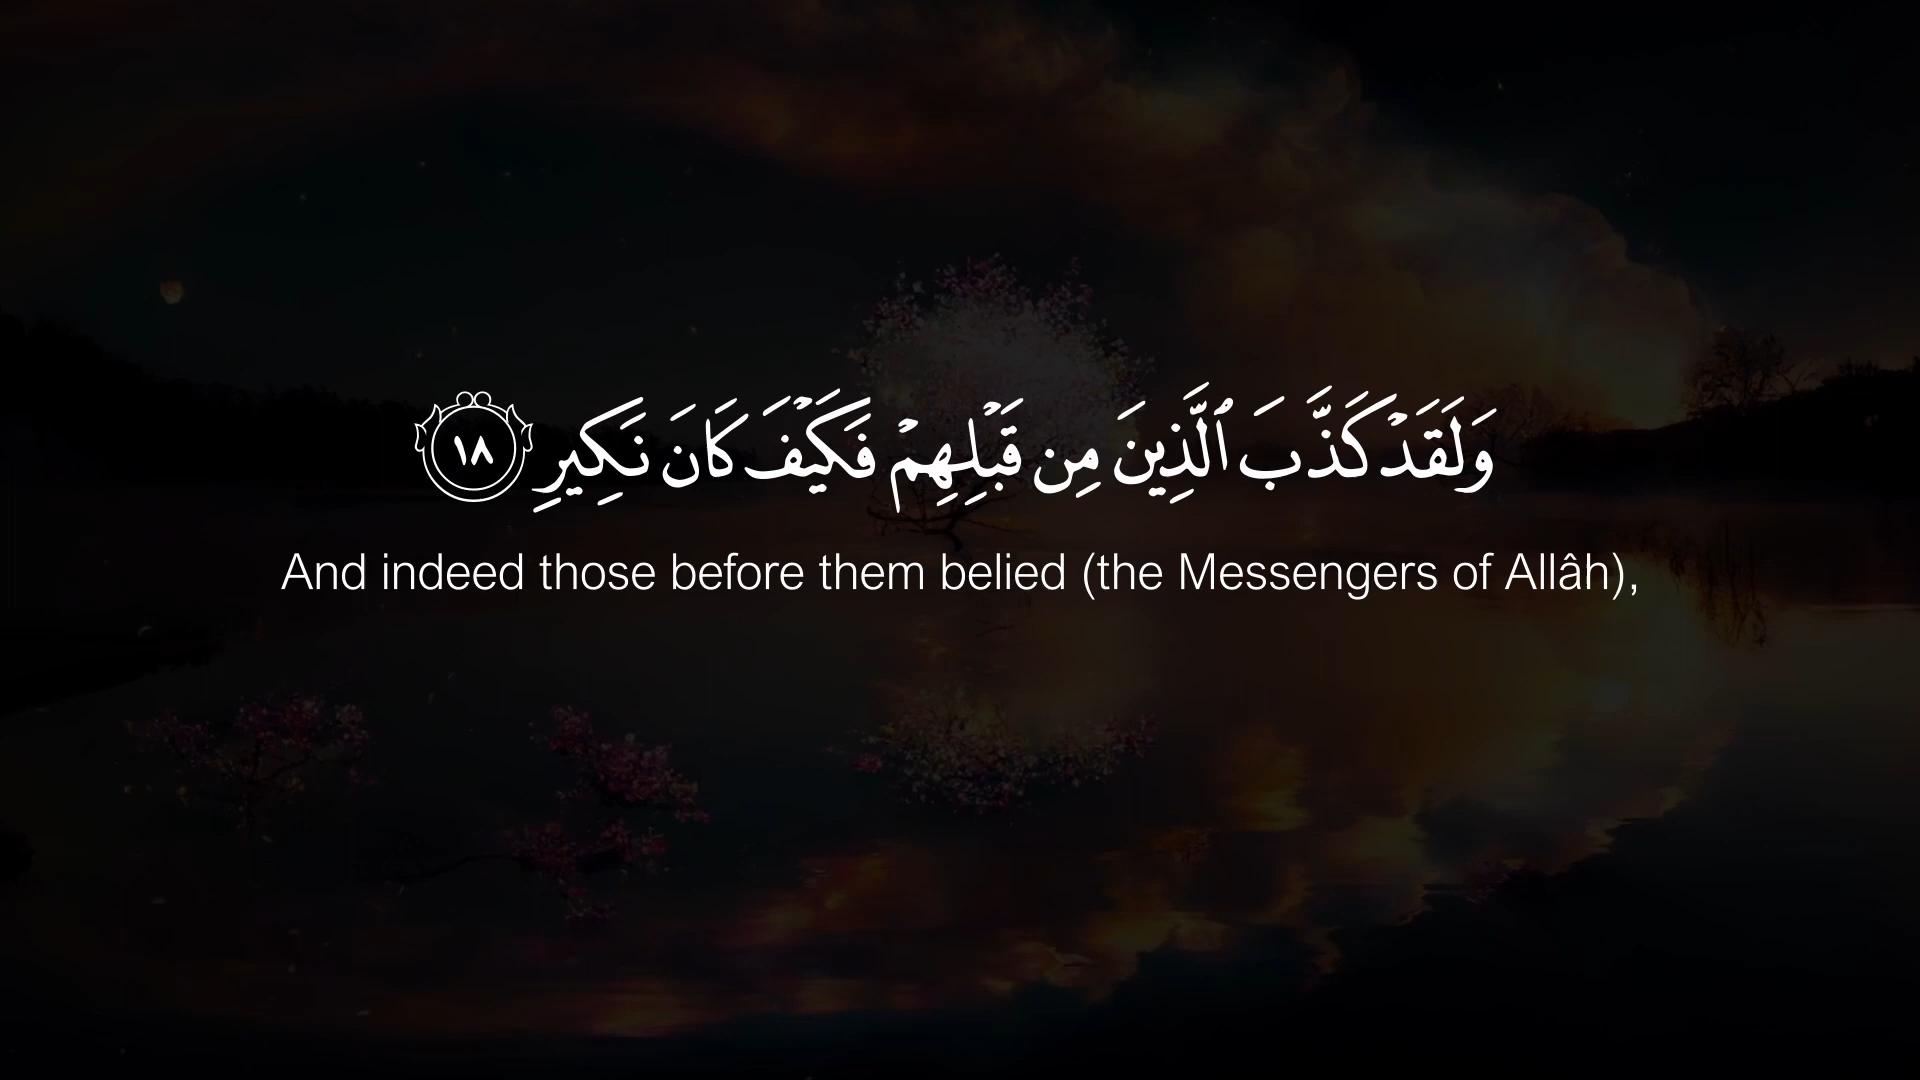 وَلَقَدْ كَذَّبَ ٱلَّذِينَ مِن قَبْلِهِمْ فَكَيْفَ كَانَ نَكِيرِ ١٨
And indeed those before them belied (the Messengers of Allâh),